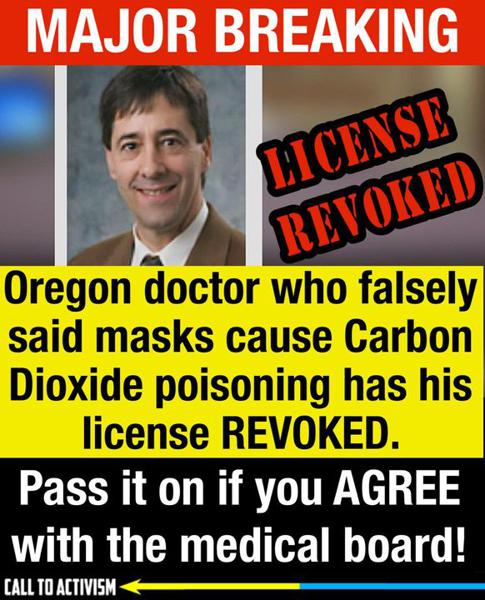 MAJOR BREAKING
LICENSE
REVOKED
Oregon doctor who falsely
said masks cause Carbon
Dioxide poisoning has his
license REVOKED.
Pass it on if you AGREE
with the medical board!
CALL TO ACTIVISM